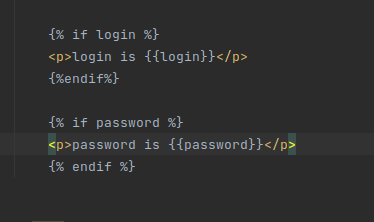 {% if login %}
<p>login is {{login}}</p>
{%endif%}
{% if password %}
<p>password is {{password}}</p>
{% endif %}